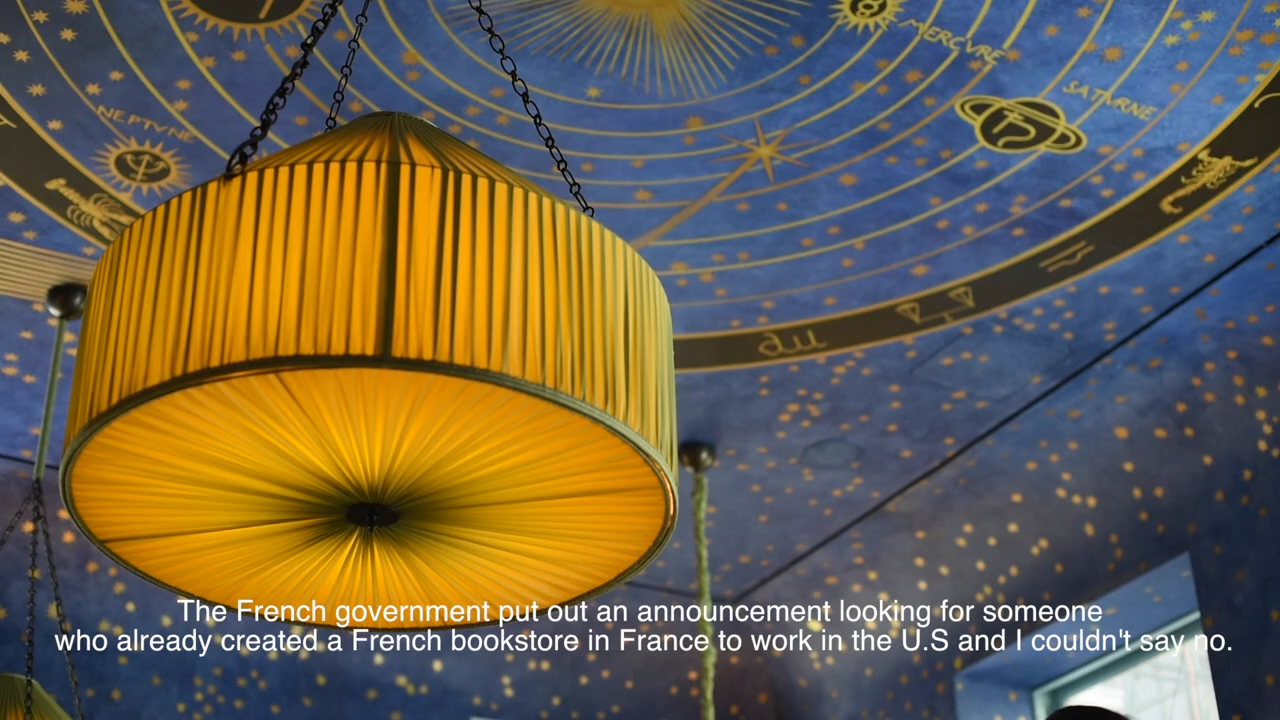 MERCVRE
SATVRNE
NEPTVNE
The French government put out an announcement looking for someone
who already created a French bookstore in France to work in the U.S and I couldn't say no.